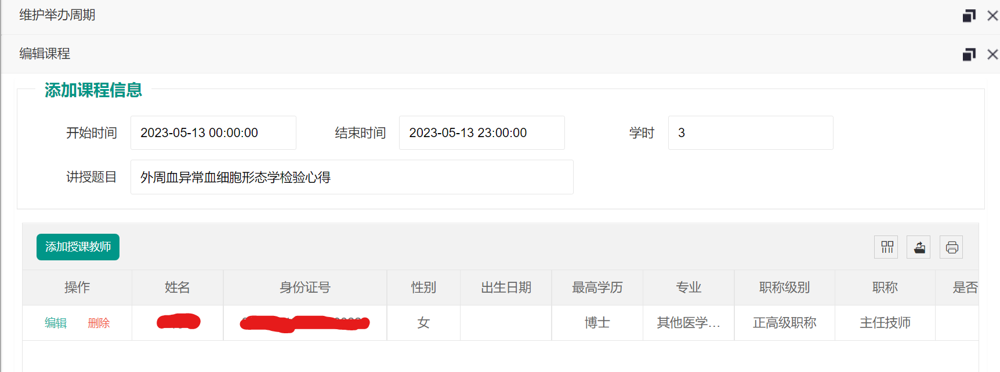 维护举办周期
编辑课程
添加课程信息
开始时间 2023-05-13 00:00:00 结束时间 2023-05-13 23:00:00 学时 3
讲授题目 外周血异常血细胞形态学检验心得
添加授课教师
操作 姓名 身份证号 性别 出生日期 最高学历 专业 职称级别 职称 是否
编辑 删除 女 博士 其他医学... 正高级职称 主任技师